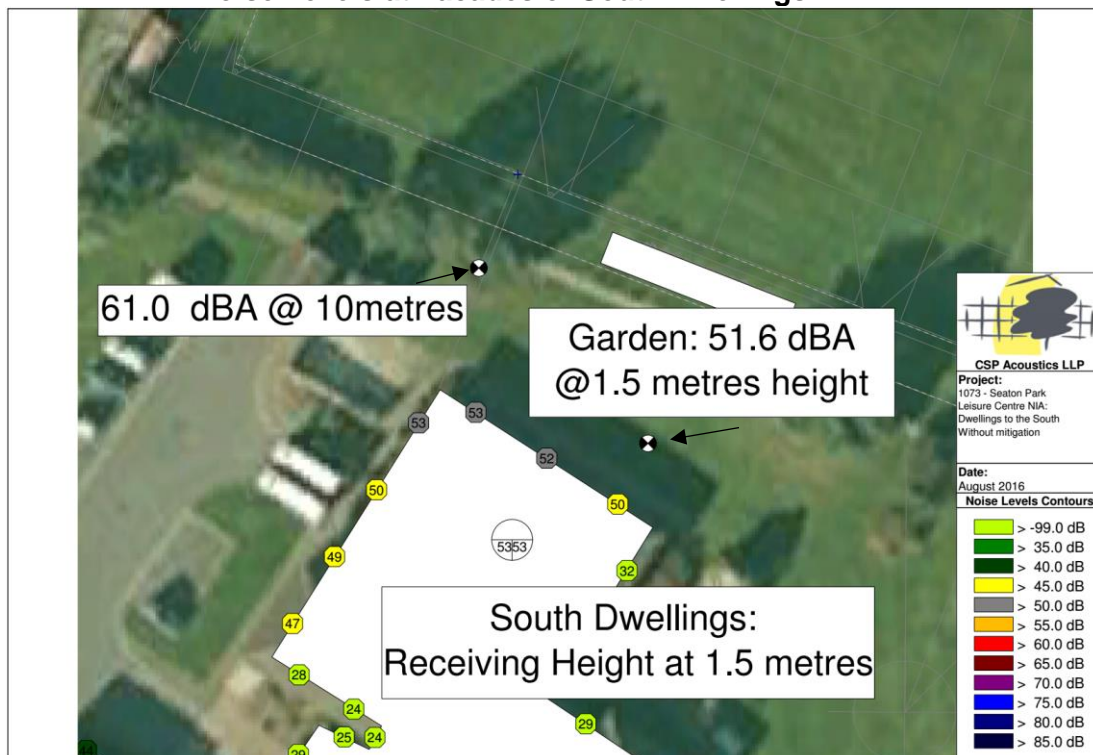 61.0 dBA @ 10metres
Garden: 51.6 dBA
@1.5 metres height
53
53
52
50
50
49
47
5353
32
South Dwellings:
Receiving Height at 1.5 metres
28
24
25
24
29
CSP Acoustics LLP
Project:
1073 - Seaton Park
Leisure Centre NIA:
Dwellings to the South
Without mitigation
Date:
August 2016
Noise Levels Contours
> -99.0 dB
> 35.0 dB
> 40.0 dB
> 45.0 dB
> 50.0 dB
> 55.0 dB
> 60.0 dB
> 65.0 dB
> 70.0 dB
> 75.0 dB
> 80.0 dB
> 85.0 dB